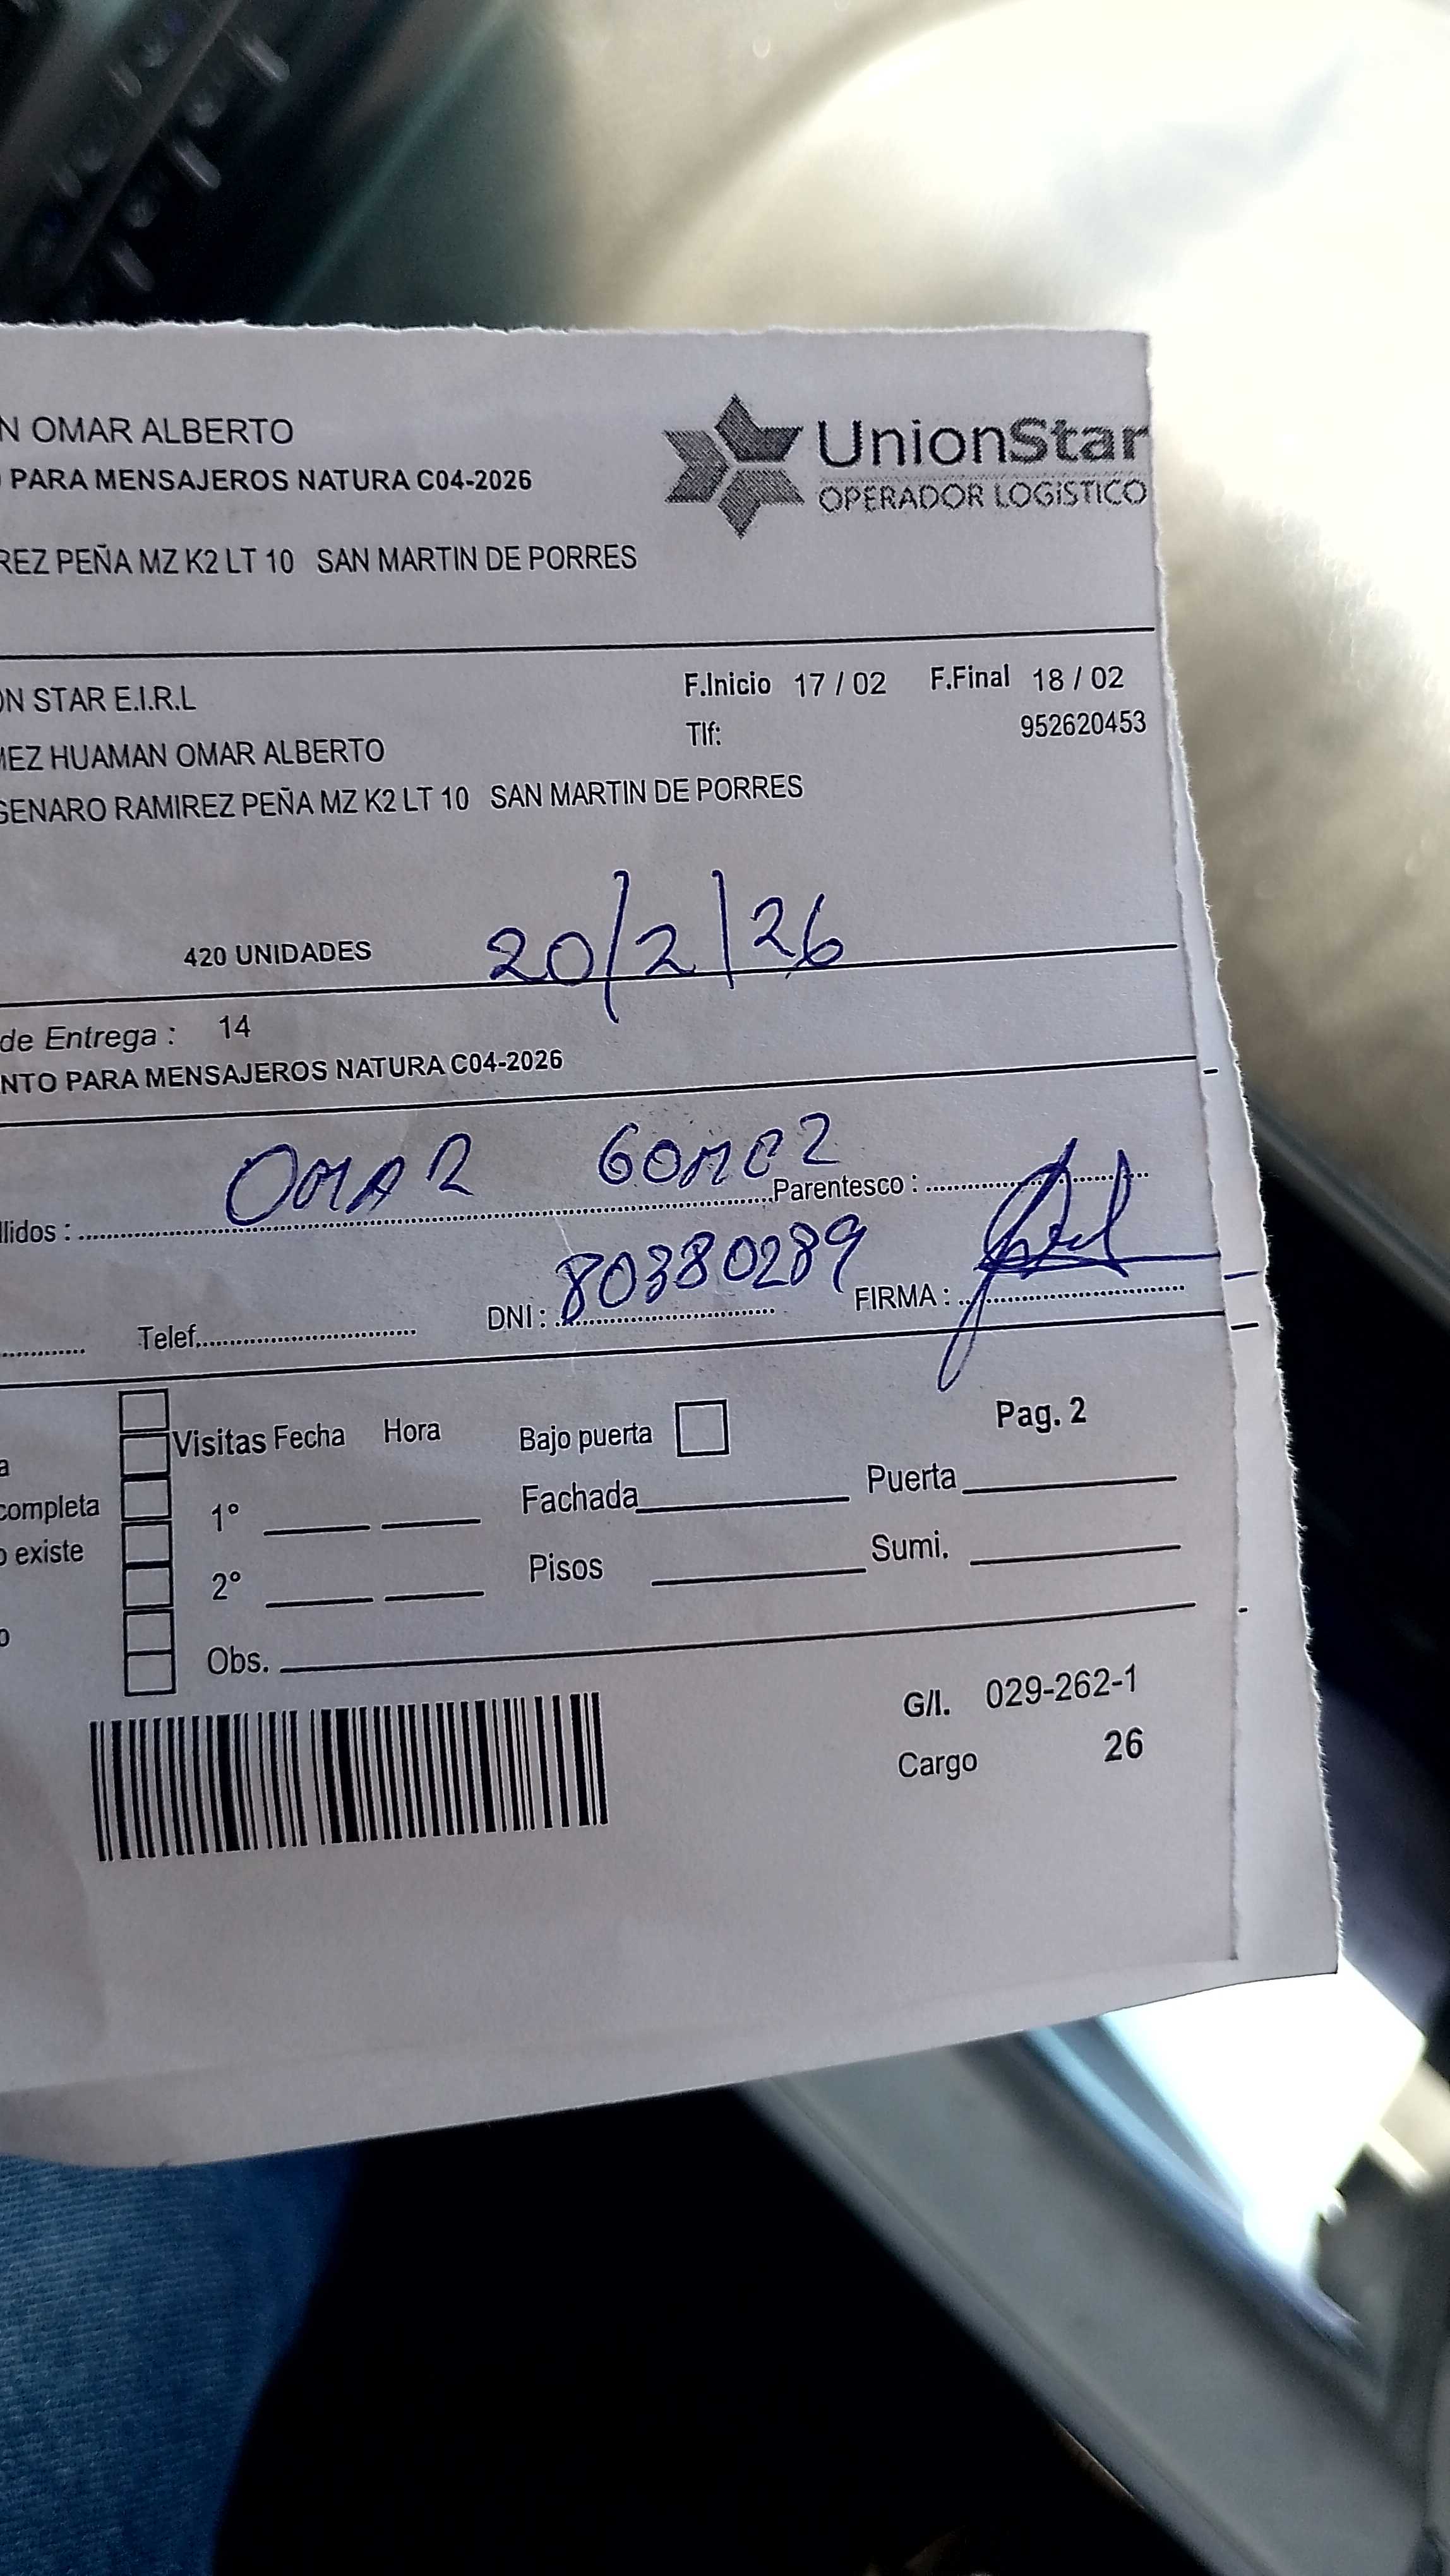 N OMAR ALBERTO
PARA MENSAJEROS NATURA C04-2026
UnionStar
OPERADOR LOGíSTICO
REZ PEÑA MZ K2 LT 10 SAN MARTIN DE PORRES
ON STAR E.I.R.L
F.Inicio 17 / 02 F.Final 18 / 02
MEZ HUAMAN OMAR ALBERTO
Tlf: 952620453
GENARO RAMIREZ PEÑA MZ K2 LT 10 SAN MARTIN DE PORRES
420 UNIDADES 20/2/26
de Entrega : 14
NTO PARA MENSAJEROS NATURA C04-2026
llidos : OMAR GOMEZ Parentesco :
Telef. DNI : 80380289 FIRMA :
Visitas Fecha Hora Bajo puerta Pag. 2
a
completa 1° Fachada Puerta
o existe
2° Pisos Sumi.
o
Obs.
G/I. 029-262-1
Cargo 26